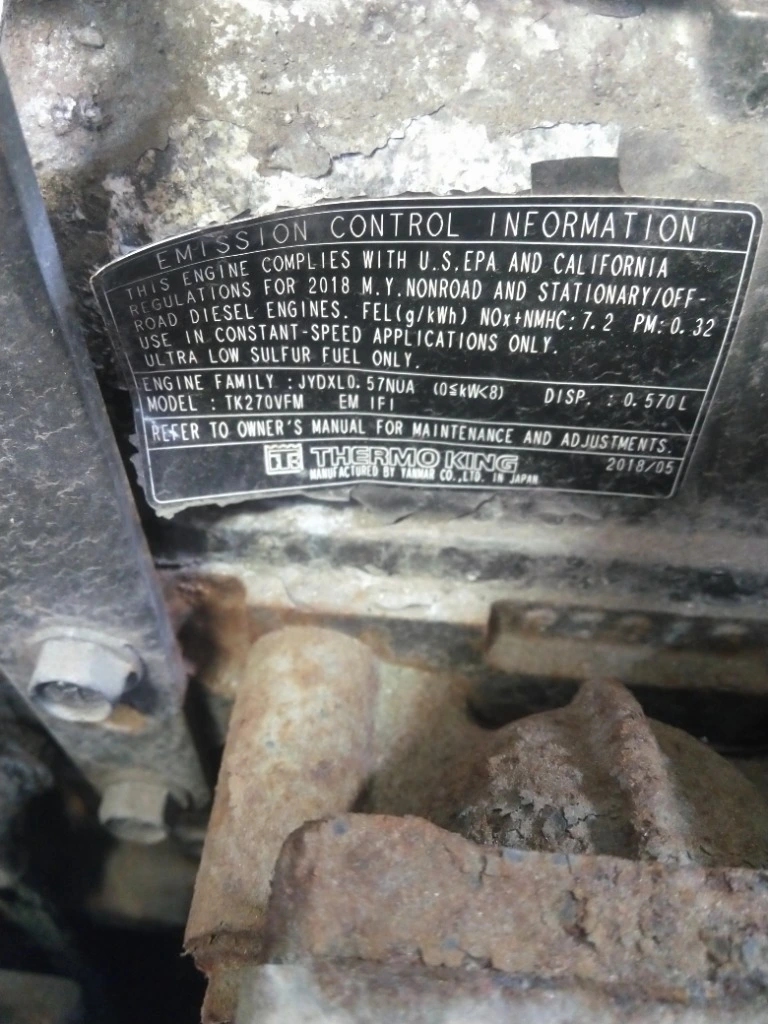 EMISSION CONTROL INFORMATION
THIS ENGINE COMPLIES WITH U.S.EPA AND CALIFORNIA
REGULATIONS FOR 2018 M.Y.NONROAD AND STATIONARY/OFF-
ROAD DIESEL ENGINES. FEL(g/kWh) NOx+NMHC:7.2 PM:0.32
USE IN CONSTANT-SPEED APPLICATIONS ONLY.
ULTRA LOW SULFUR FUEL ONLY.
ENGINE FAMILY :JYDXL0.57NUA (0≤kW<8) DISP. : 0.570L
MODEL : TK270VFM EM IFI
REFER TO OWNER'S MANUAL FOR MAINTENANCE AND ADJUSTMENTS.
THERMO KING 2018/05
MANUFACTURED BY YANMAR CO.,LTD. IN JAPAN